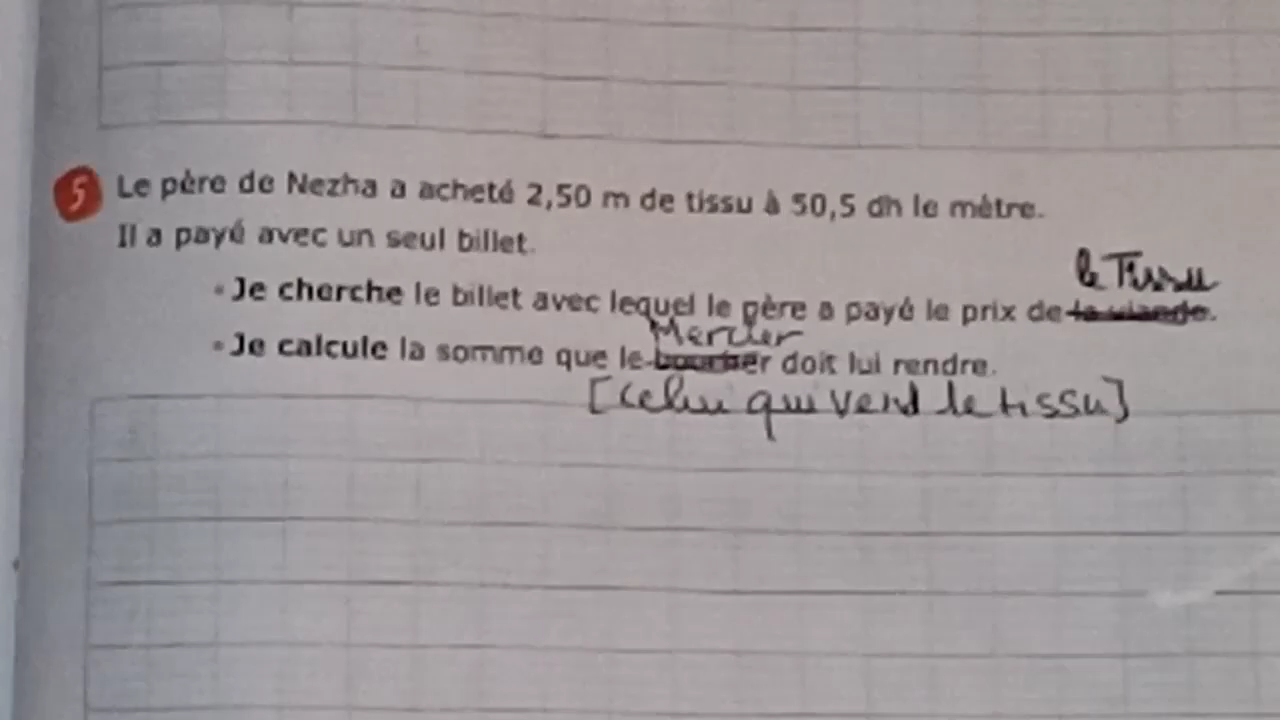 5 Le père de Nezha a acheté 2,50 m de tissu à 50,5 dh le mètre.
Il a payé avec un seul billet.
le Tissu
• Je cherche le billet avec lequel le père a payé le prix de la viande.
Mercier
• Je calcule la somme que le boucher doit lui rendre.
[Celui qui vend le tissu]